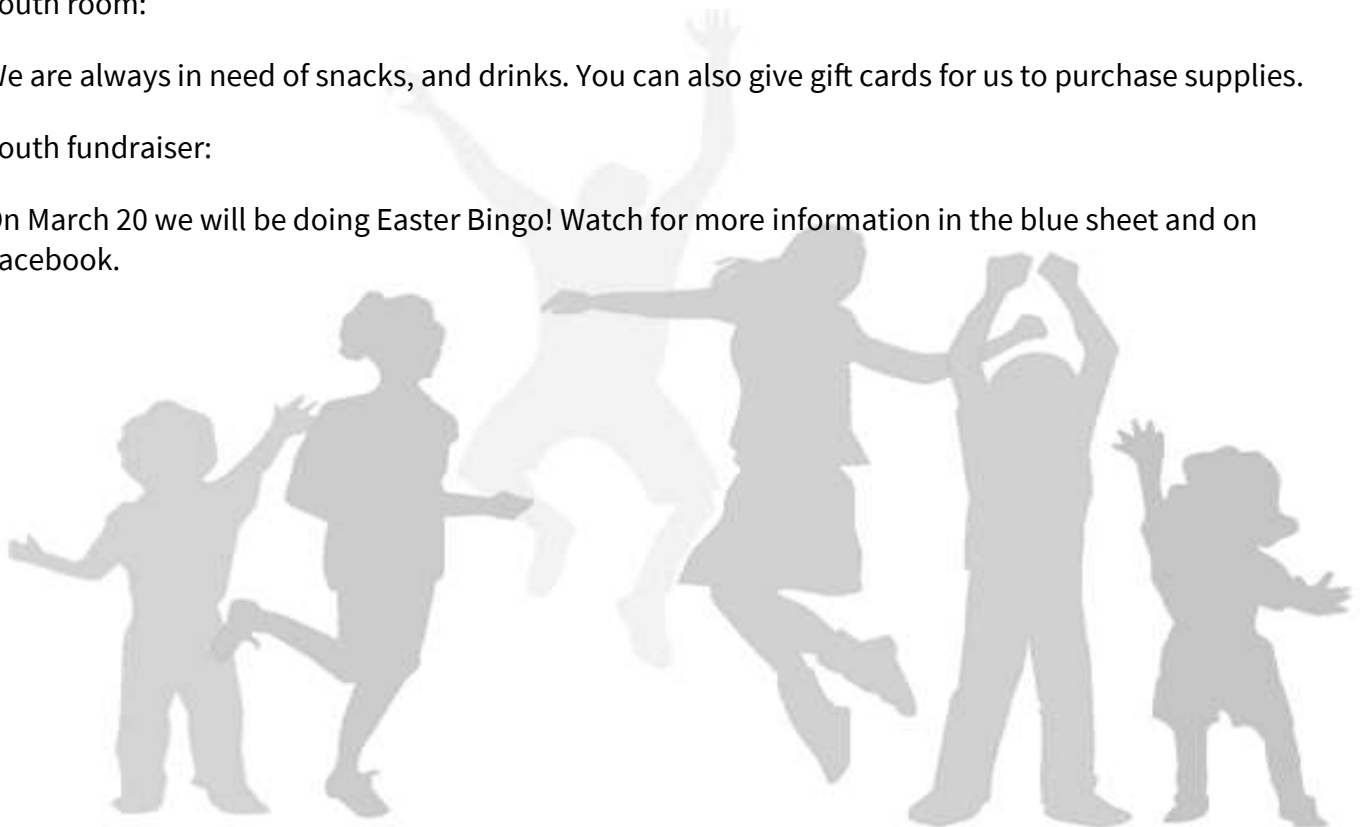 outh room:
We are always in need of snacks, and drinks. You can also give gift cards for us to purchase supplies.
outh fundraiser:
On March 20 we will be doing Easter Bingo! Watch for more information in the blue sheet and on
acebook.